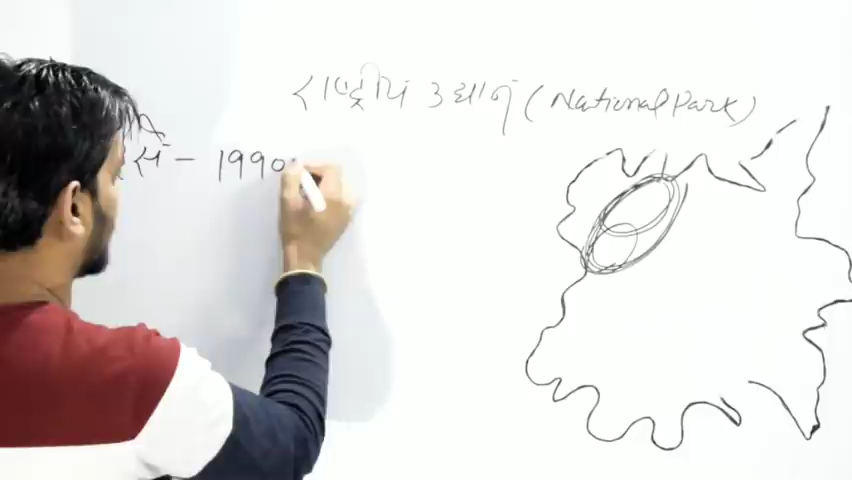 राष्ट्रीय उद्यान (National Park)
सं - 1990